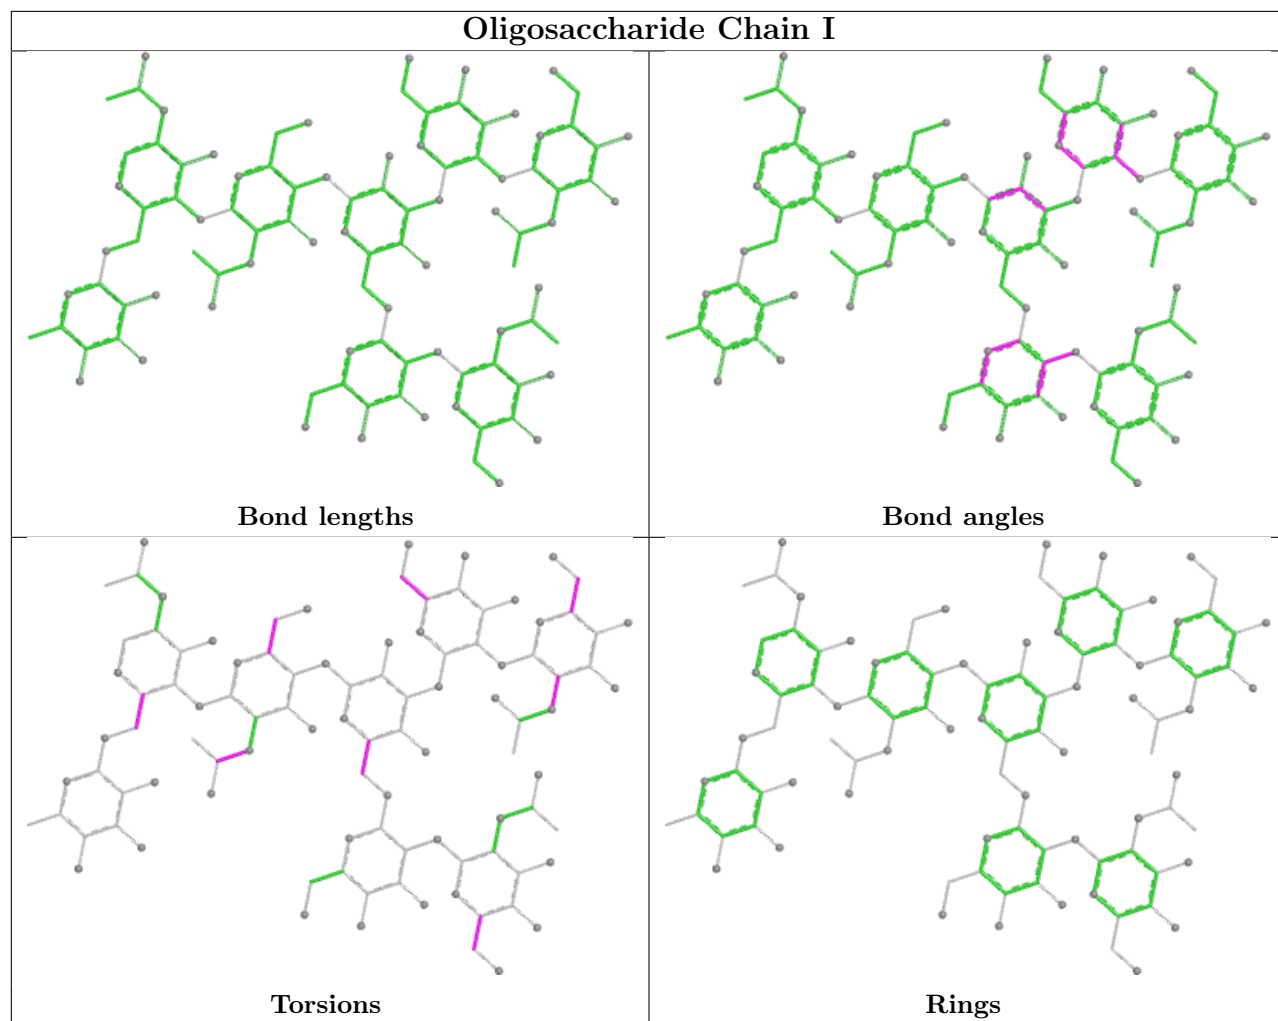 Oligosaccharide Chain I
Bond lengths
Bond angles
Torsions
Rings